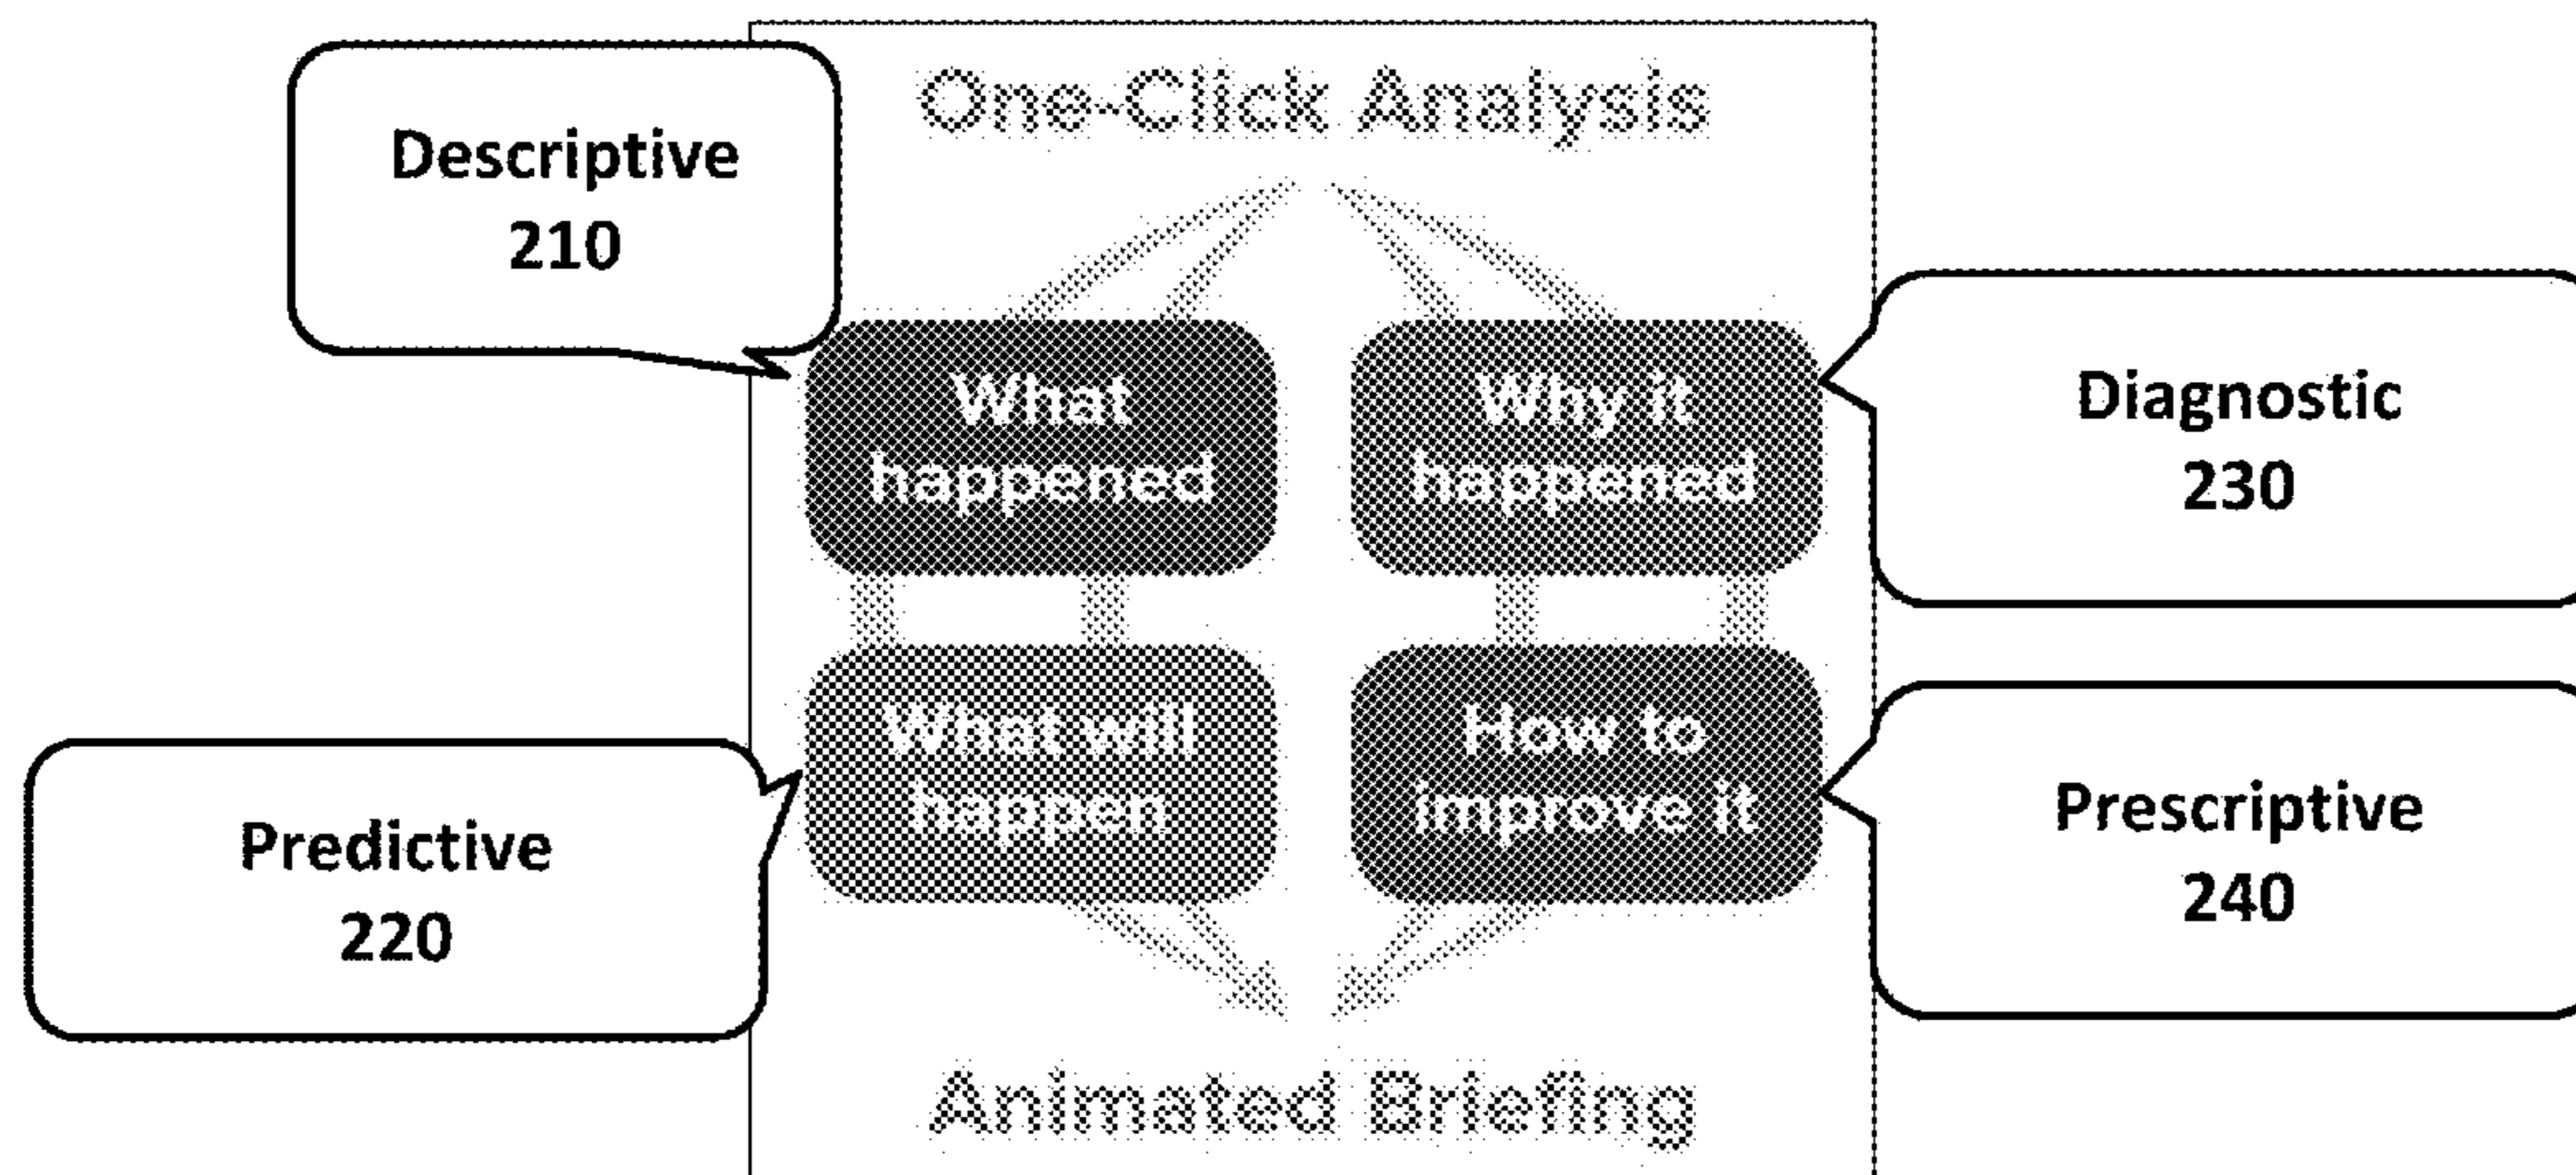 One-Click Analysis
Descriptive
210
What
happened
Why it
happened
Diagnostic
230
What will
happen
How to
improve it
Predictive
220
Prescriptive
240
Animated Briefing